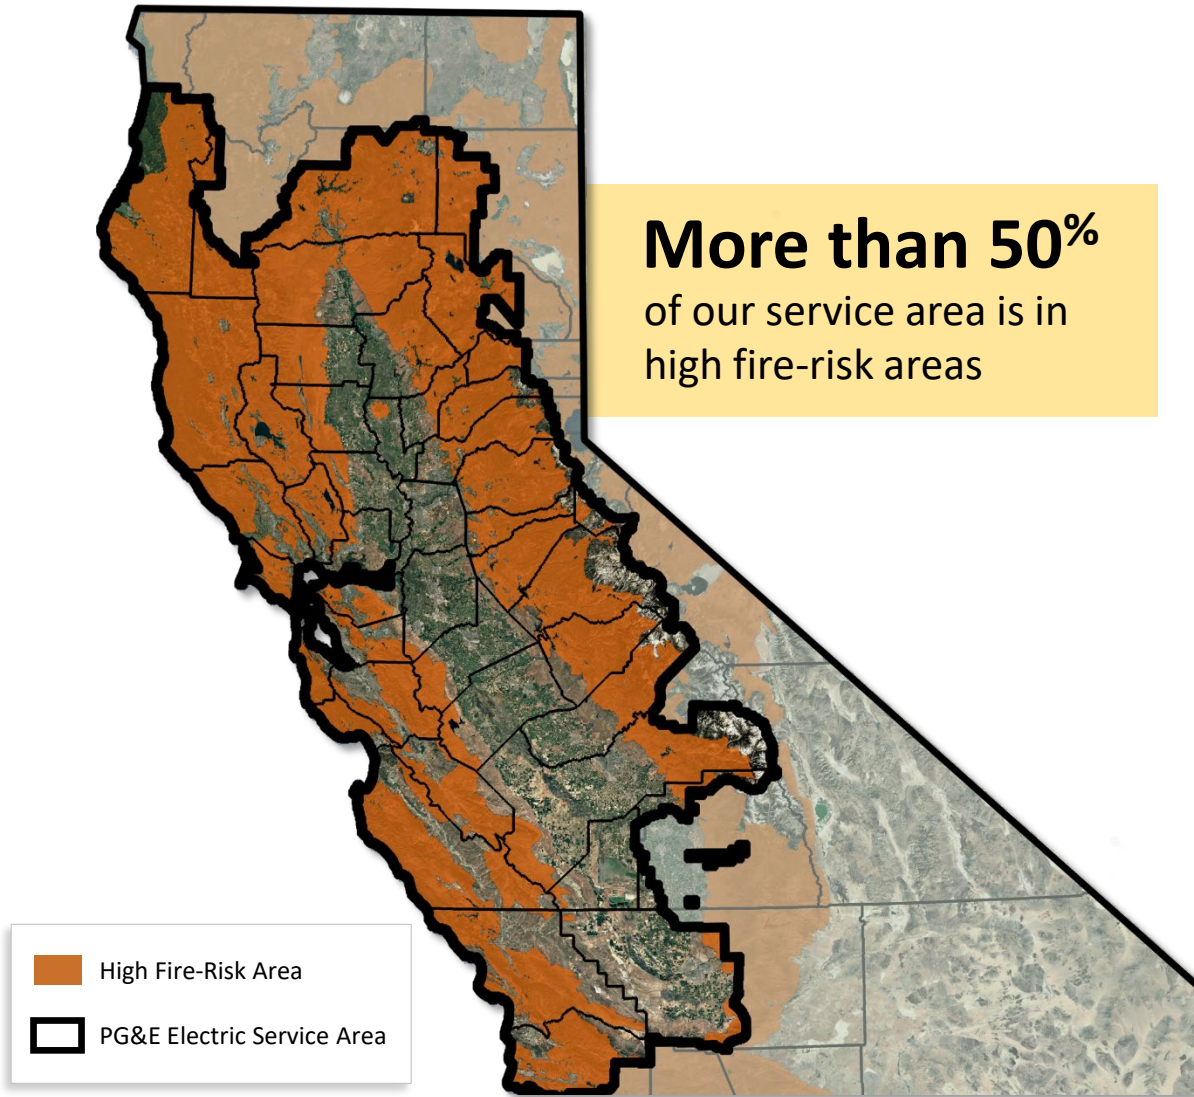 More than 50%
of our service area is in
high fire-risk areas
High Fire-Risk Area
PG&E Electric Service Area